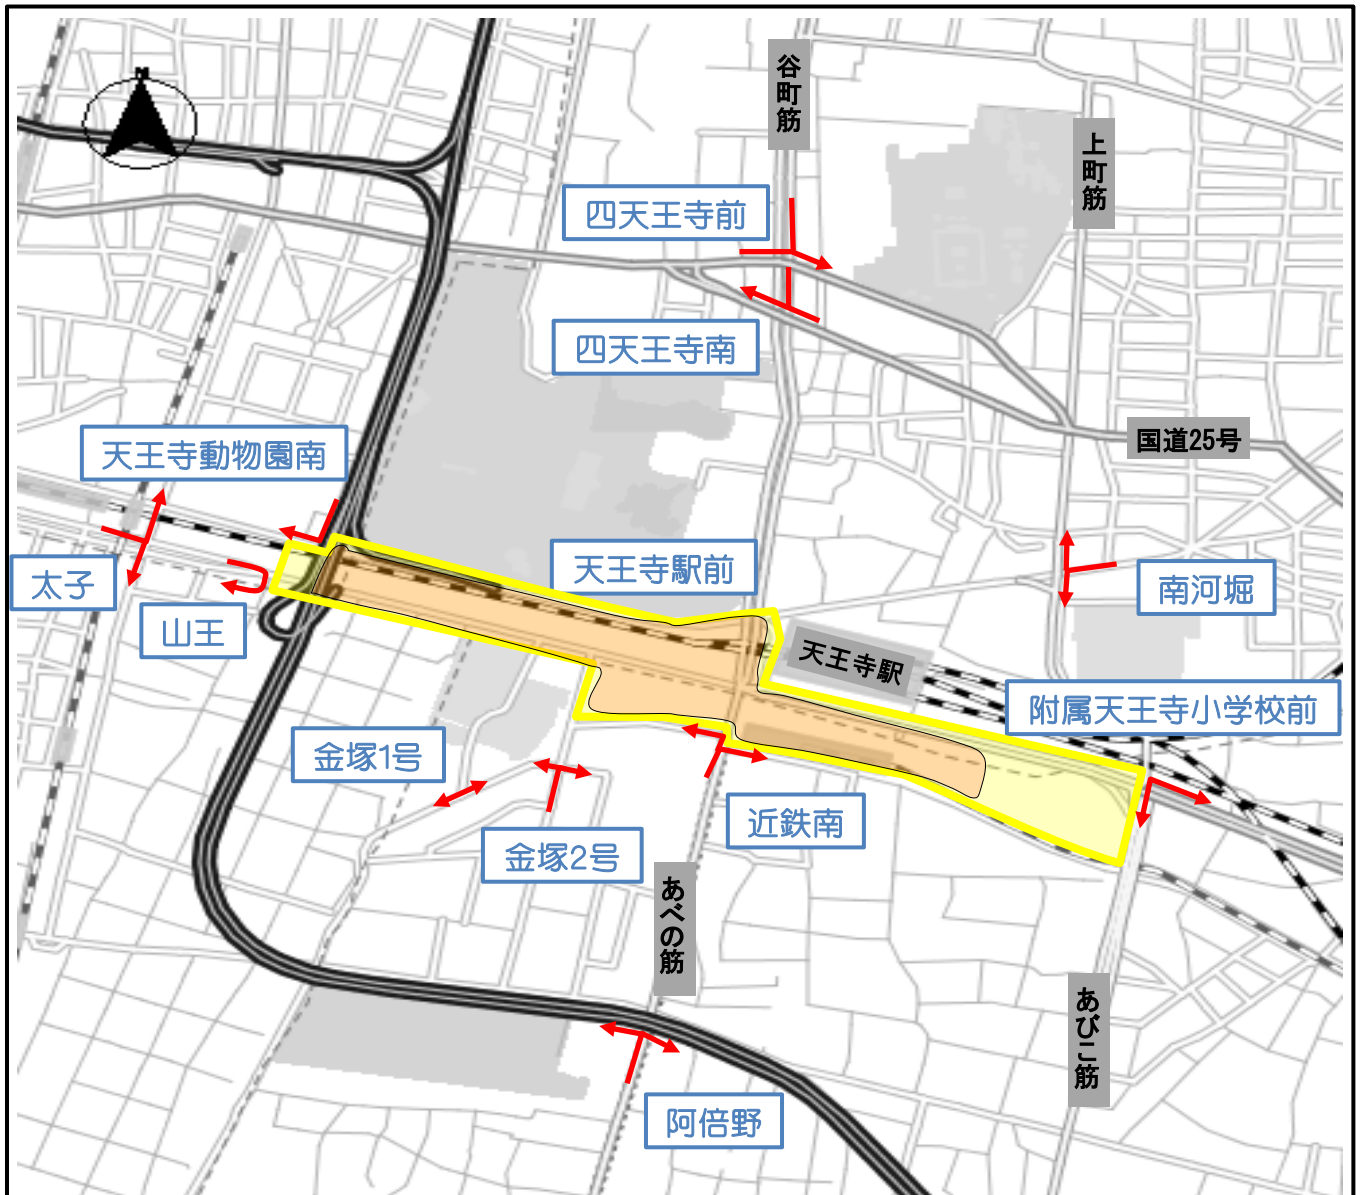 N
谷町筋
上町筋
四天王寺前
四天王寺南
国道25号
天王寺動物園南
太子
天王寺駅前
南河堀
山王
天王寺駅
附属天王寺小学校前
金塚1号
金塚2号
近鉄南
あべの筋
あびこ筋
阿倍野